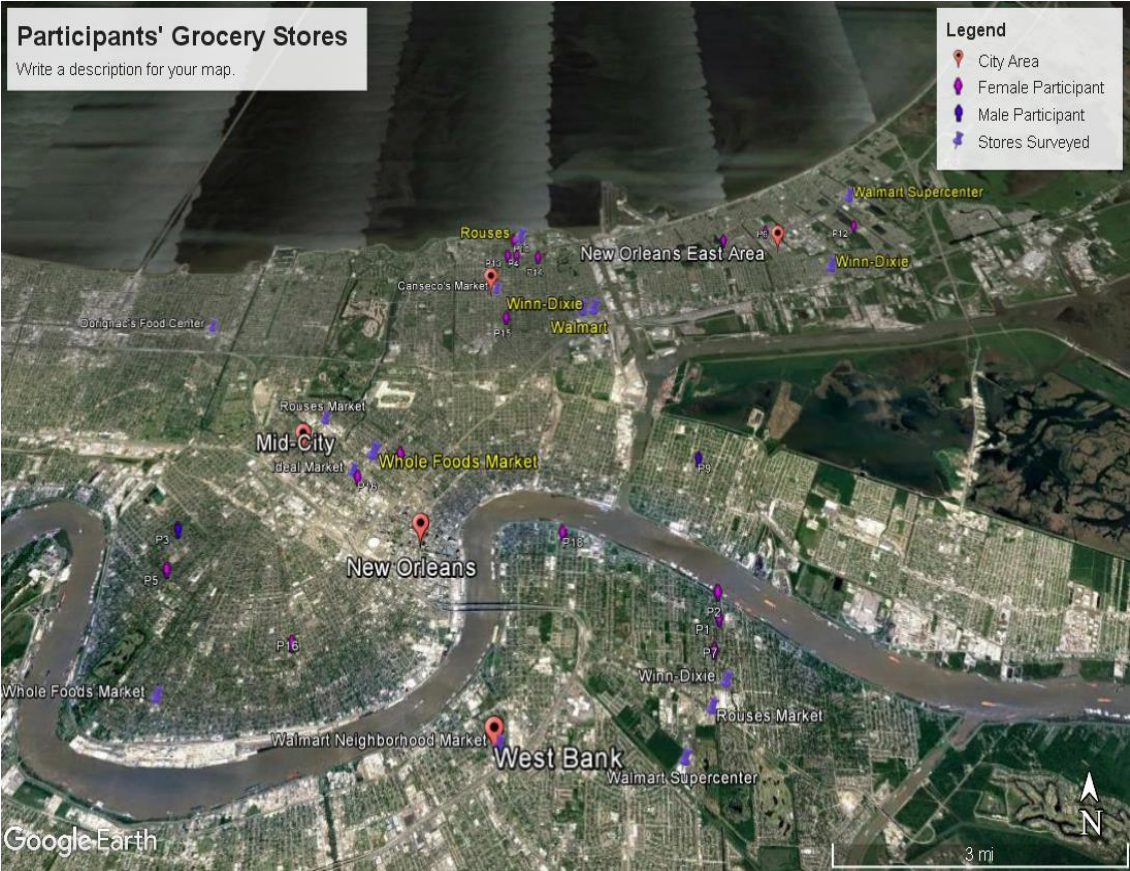 Participants' Grocery Stores
Write a description for your map.
Legend
City Area
Female Participant
Male Participant
Stores Surveyed
Walmart Supercenter
Rouses
P12
New Orleans East Area
Winn-Dixie
P13
P4
P14
Canseco's Market
Winn-Dixie
Walmart
Dorignac's Food Center
P15
Rouses Market
Mid-City
Whole Foods Market
Ideal Market
P9
P3
P18
New Orleans
P5
P2
P1
P16
P7
Winn-Dixie
Whole Foods Market
Rouses Market
Walmart Neighborhood Market
West Bank
Walmart Supercenter
N
Google Earth
3 mi